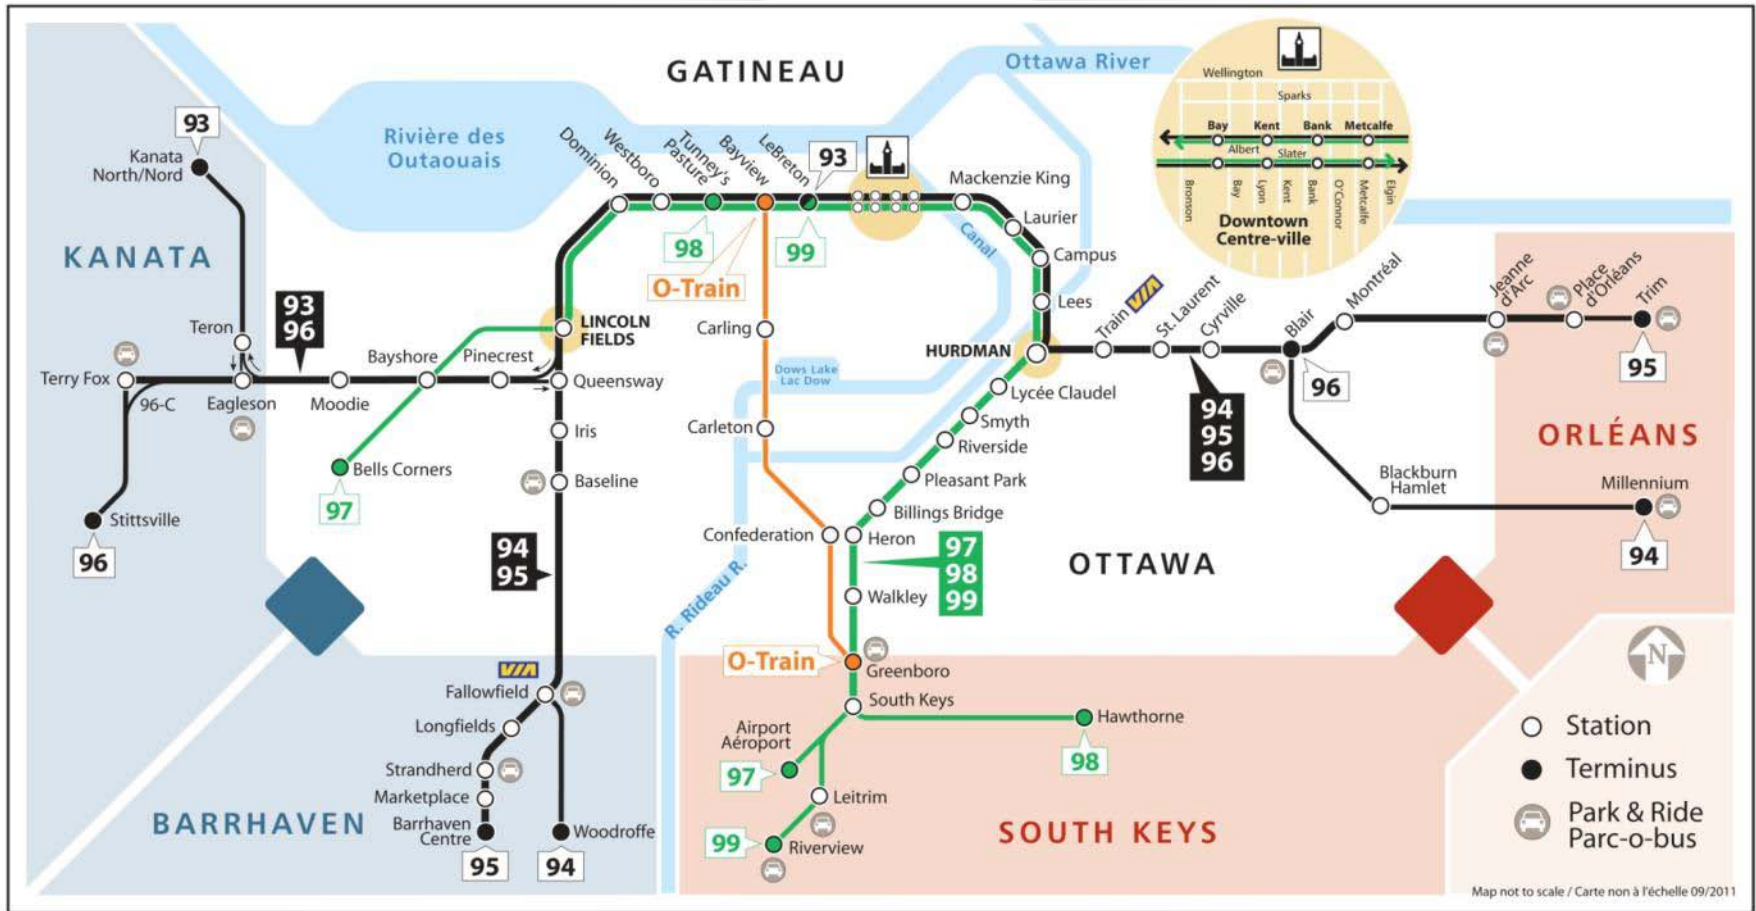 GATINEAU
Ottawa River
Rivière des
Outaouais
Wellington
Sparks
Bay
Kent
Bank
Metcalfe
Albert
Slater
Bronson
Bay
Lyon
Kent
Bank
O'Connor
Metcalfe
Elgin
Downtown
Centre-ville
93
Kanata
North/Nord
KANATA
Teron
93
96
Terry Fox
96-C
Eagleson
Moodie
Bayshore
Pinecrest
Queensway
LINCOLN
FIELDS
Bells Corners
97
Stittsville
96
Dominion
Westboro
Tunney's
Pasture
Bayview
LeBreton
93
98
99
O-Train
Mackenzie King
Laurier
Campus
Lees
Canal
HURDMAN
Train
VIA
St. Laurent
Cyrville
Blair
96
Montréal
Jeanne
d'Arc
Place
d'Orléans
Trim
95
94
95
96
ORLÉANS
Blackburn
Hamlet
Millennium
94
Carling
Dows Lake
Lac Dow
Carleton
Confederation
Lycée Claudel
Smyth
Riverside
Pleasant Park
Billings Bridge
Heron
97
98
99
Walkley
OTTAWA
R. Rideau R.
O-Train
Greenboro
South Keys
Hawthorne
98
Airport
Aéroport
97
Leitrim
99
Riverview
SOUTH KEYS
Iris
Baseline
94
95
VIA
Fallowfield
Longfields
Strandherd
Marketplace
Barrhaven
Centre
95
Woodroffe
94
BARRHAVEN
N
Station
Terminus
Park & Ride
Parc-o-bus
Map not to scale / Carte non à l'échelle 09/2011